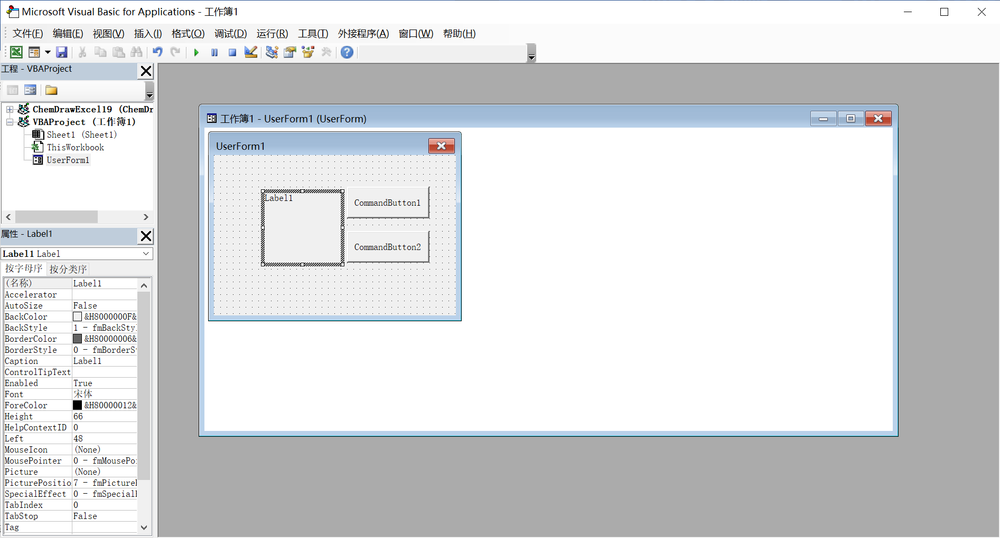 Microsoft Visual Basic for Applications - 工作簿1
文件(F) 编辑(E) 视图(V) 插入(I) 格式(O) 调试(D) 运行(R) 工具(T) 外接程序(A) 窗口(W) 帮助(H)
工程 - VBAProject
ChemDrawExcel19 (ChemDr
VBAProject (工作簿1)
Sheet1 (Sheet1)
ThisWorkbook
UserForm1
属性 - Label1
Label1 Label
按字母序 按分类序
(名称) Label1
Accelerator
AutoSize False
BackColor &H8000000F&
BackStyle 1 - fmBackStyl
BorderColor &H80000006&
BorderStyle 0 - fmBorderSt
Caption Label1
ControlTipText
Enabled True
Font 宋体
ForeColor &H80000012&
Height 66
HelpContextID 0
Left 48
MouseIcon (None)
MousePointer 0 - fmMousePoi
Picture (None)
PicturePositio 7 - fmPictureP
SpecialEffect 0 - fmSpecialE
TabIndex 0
TabStop False
Tag
工作簿1 - UserForm1 (UserForm)
UserForm1
Label1
CommandButton1
CommandButton2